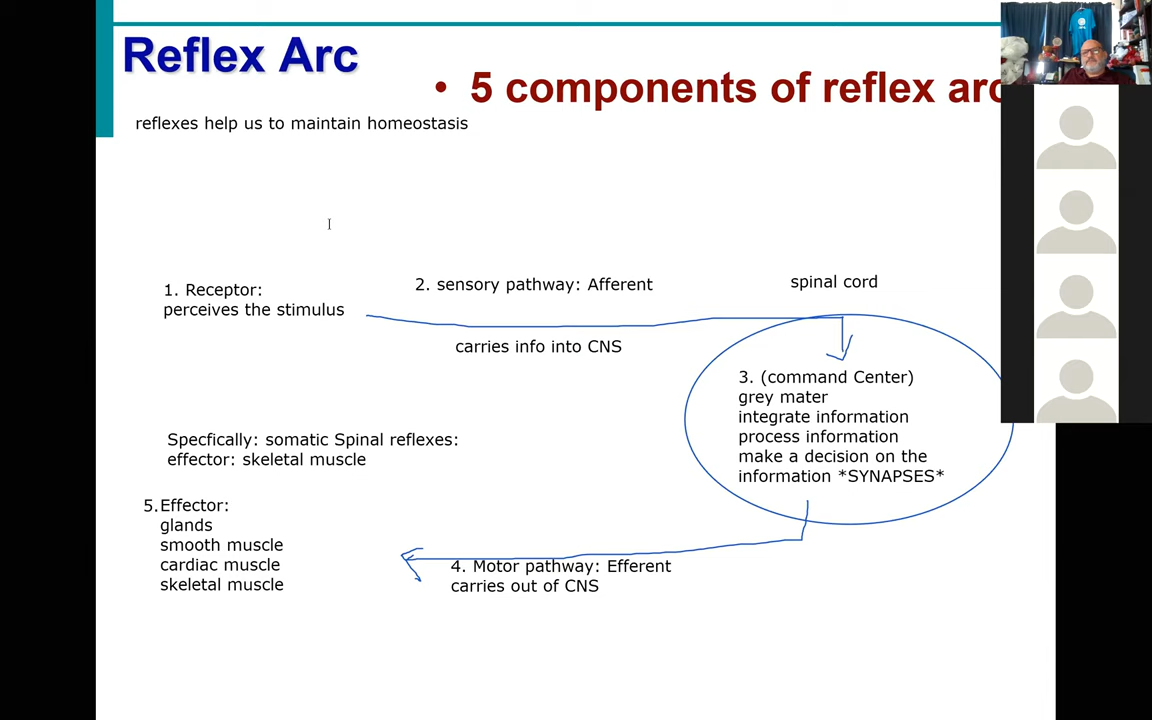 Reflex Arc
• 5 components of reflex arc
reflexes help us to maintain homeostasis
1. Receptor:
perceives the stimulus
2. sensory pathway: Afferent
carries info into CNS
spinal cord
3. (command Center)
grey mater
integrate information
process information
make a decision on the
information *SYNAPSES*
Specfically: somatic Spinal reflexes:
effector: skeletal muscle
5.Effector:
glands
smooth muscle
cardiac muscle
skeletal muscle
4. Motor pathway: Efferent
carries out of CNS